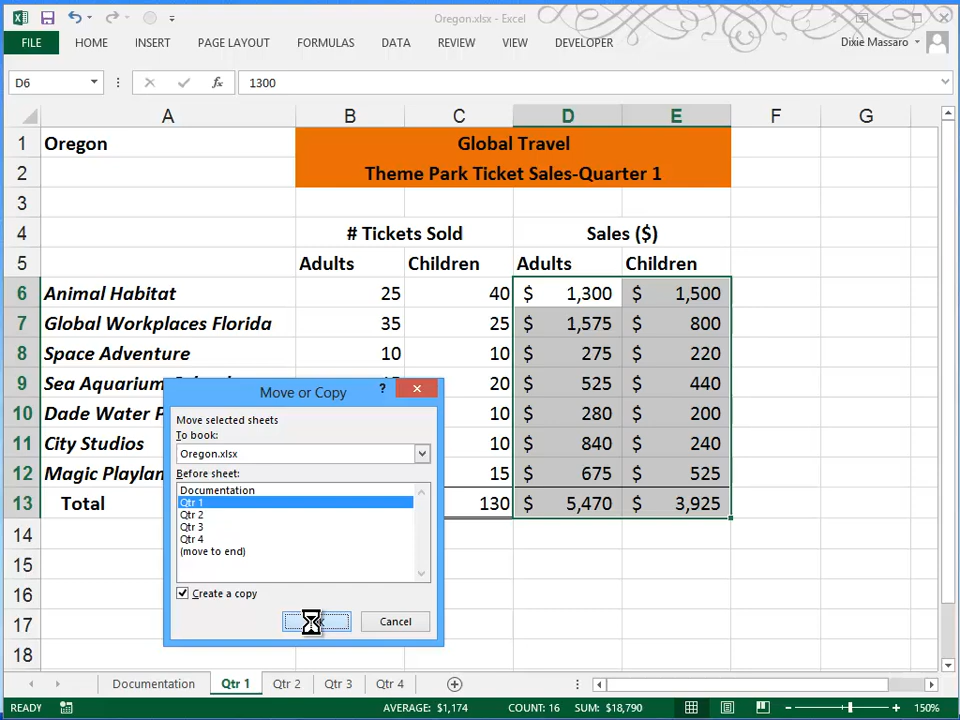 Oregon.xlsx - Excel
FILE HOME INSERT PAGE LAYOUT FORMULAS DATA REVIEW VIEW DEVELOPER Dixie Massaro
D6 fx 1300
A B C D E F G
1 Oregon Global Travel
2 Theme Park Ticket Sales-Quarter 1
3
4 # Tickets Sold Sales ($)
5 Adults Children Adults Children
6 Animal Habitat 25 40 $ 1,300 $ 1,500
7 Global Workplaces Florida 35 25 $ 1,575 $ 800
8 Space Adventure 10 10 $ 275 $ 220
9 Sea Aquarium 20 $ 525 $ 440
10 Dade Water 10 $ 280 $ 200
11 City Studios 10 $ 840 $ 240
12 Magic 15 $ 675 $ 525
13 Total 130 $ 5,470 $ 3,925
14
15
16
17
18
Move or Copy ?
Move selected sheets
To book:
Oregon.xlsx
Before sheet:
Documentation
Qtr 1
Qtr 2
Qtr 3
Qtr 4
(move to end)
Create a copy
Cancel
Documentation Qtr 1 Qtr 2 Qtr 3 Qtr 4
READY AVERAGE: $1,174 COUNT: 16 SUM: $18,790 150%